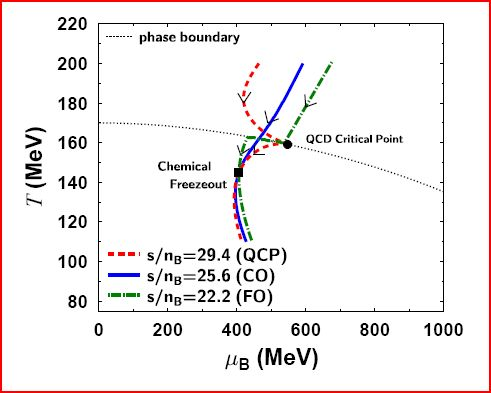 phase boundary
220
200
180
160
140
120
100
80
T (MeV)
QCD Critical Point
Chemical
Freezeout
s/nB=29.4 (QCP)
s/nB=25.6 (CO)
s/nB=22.2 (FO)
0 200 400 600 800 1000
μB (MeV)